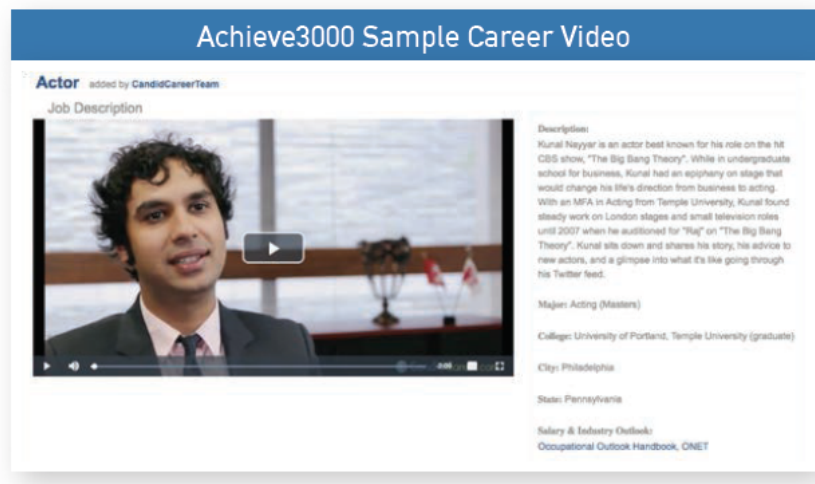 Achieve3000 Sample Career Video
Actor added by CandidCareerTeam
Job Description
Description:
Kunal Nayyar is an actor best known for his role on the hit
CBS show, "The Big Bang Theory". While in undergraduate
school for business, Kunal had an epiphany on stage that
would change his life's direction from business to acting.
With an MFA in Acting from Temple University, Kunal found
steady work on London stages and small television roles
until 2007 when he auditioned for "Raj" on "The Big Bang
Theory". Kunal sits down and shares his story, his advice to
new actors, and a glimpse into what it's like going through
his Twitter feed.
Major: Acting (Masters)
College: University of Portland, Temple University (graduate)
City: Philadelphia
State: Pennsylvania
Salary & Industry Outlook:
Occupational Outlook Handbook, ONET